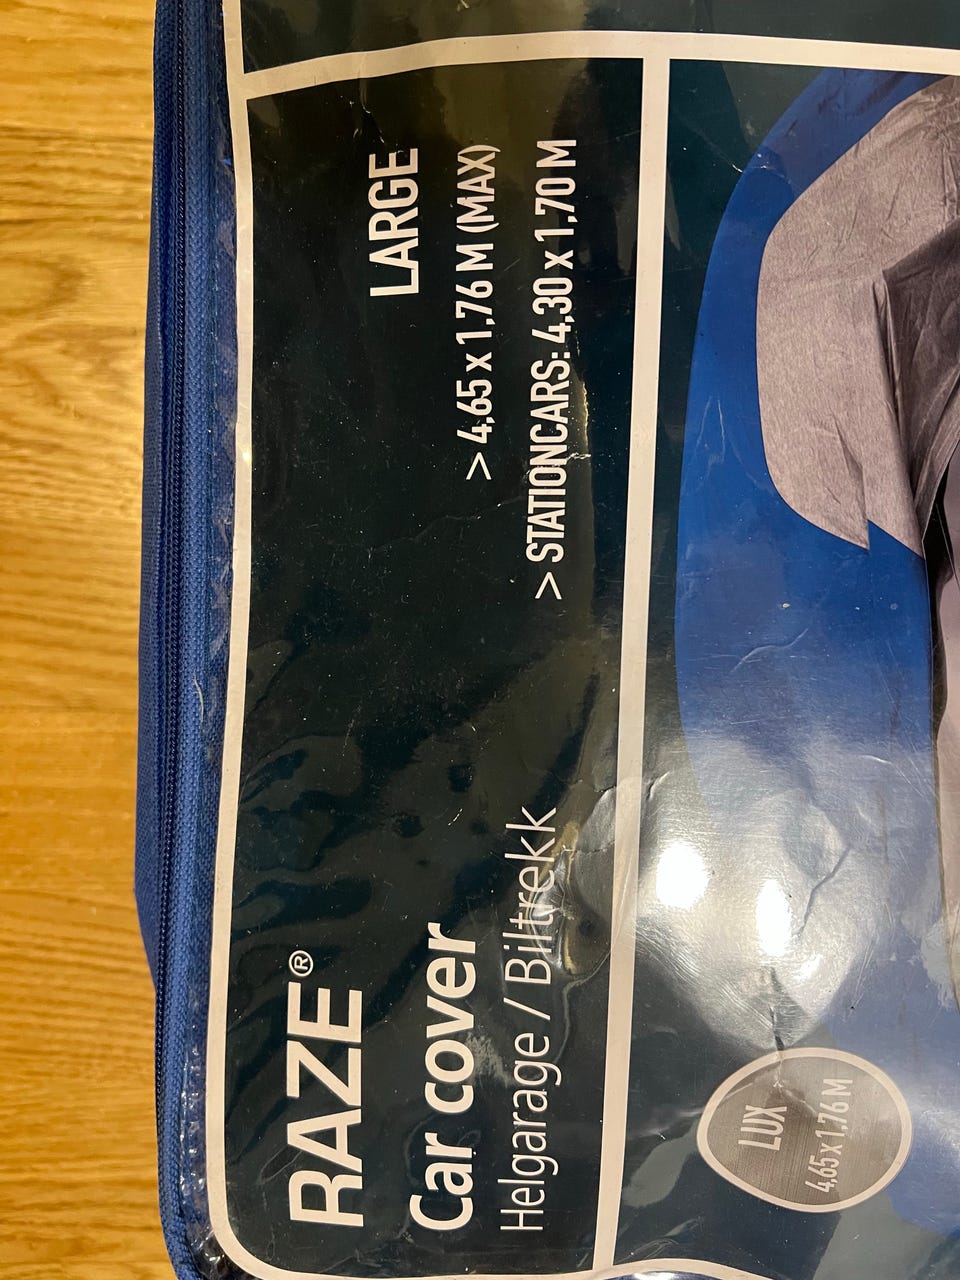 RAZE®
Car cover
Helgarage / Biltrekk
LARGE
> 4,65 x 1,76 M (MAX)
> STATIONCARS: 4,30 x 1,70 M
LUX
4,65 x 1,76 M